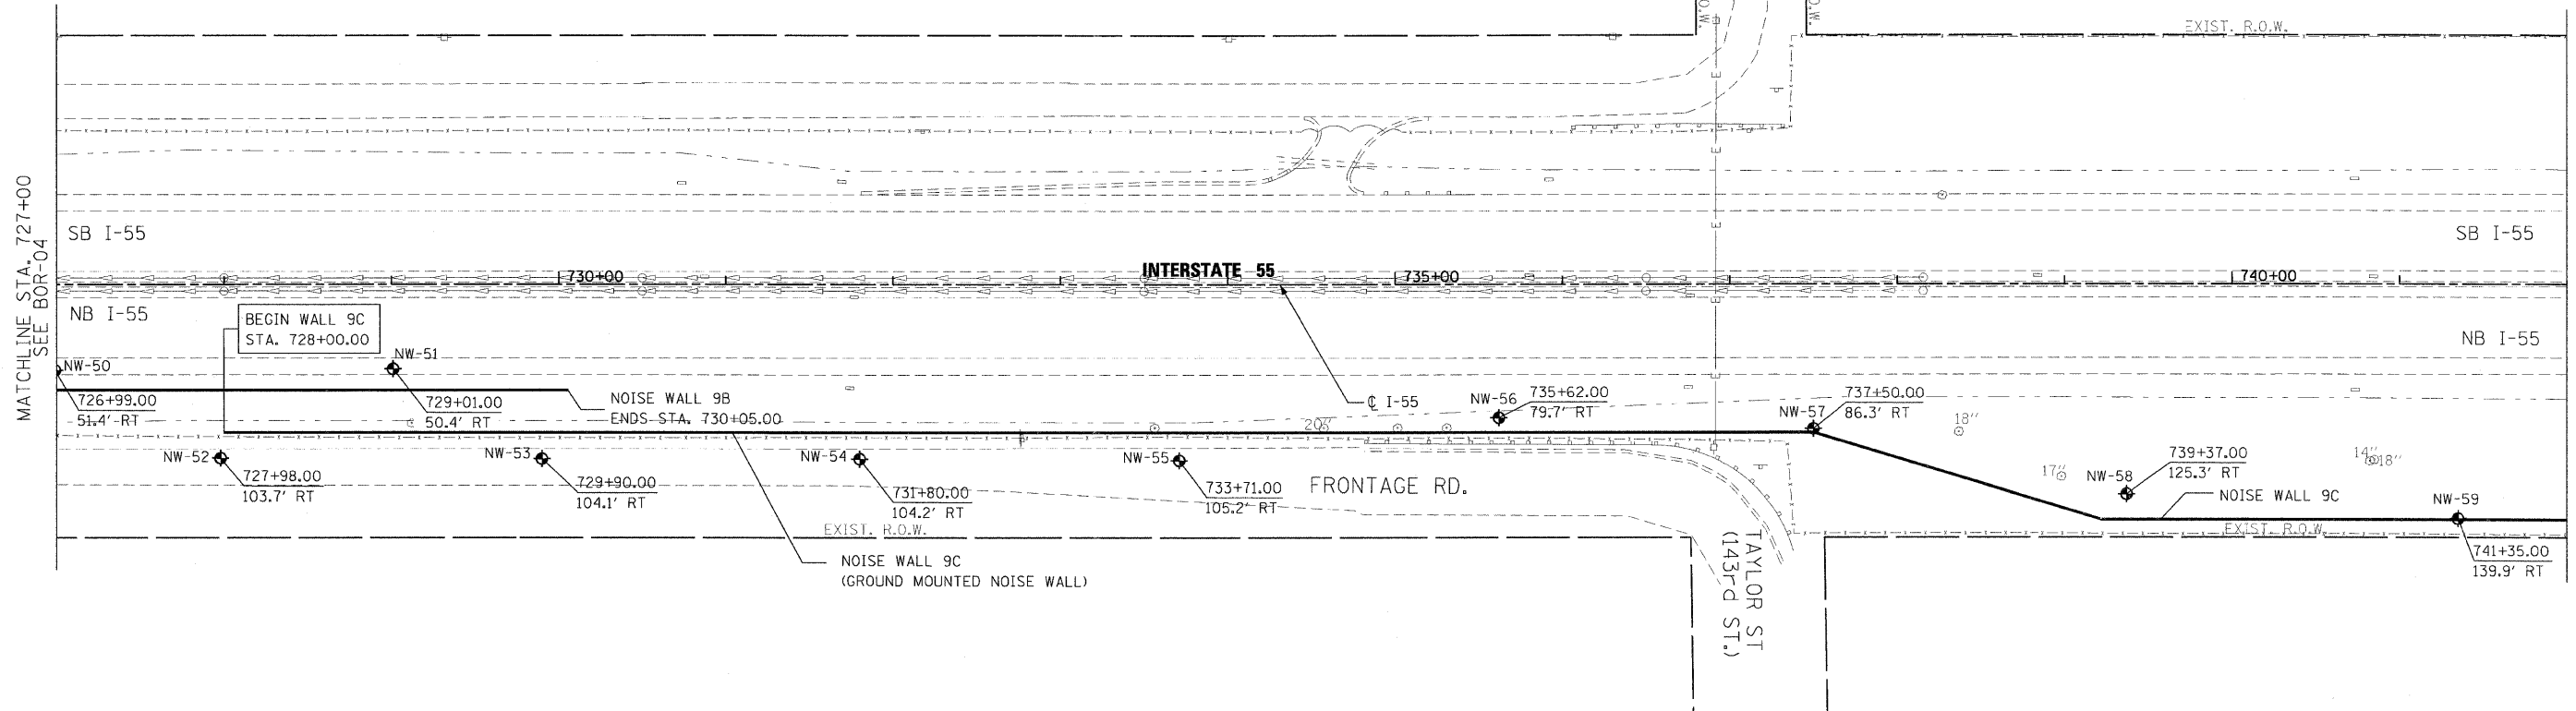 O.W.
O.W.
EXIST. R.O.W.
MATCHLINE STA. 727+00
SEE BOR-04
SB I-55
SB I-55
730+00
INTERSTATE 55
735+00
740+00
NB I-55
NB I-55
BEGIN WALL 9C
STA. 728+00.00
NW-50
726+99.00
51.4' RT
NW-51
729+01.00
50.4' RT
NOISE WALL 9B
ENDS STA. 730+05.00
℄ I-55
NW-56
735+62.00
79.7' RT
NW-57
737+50.00
86.3' RT
20"
18"
NW-52
727+98.00
103.7' RT
NW-53
729+90.00
104.1' RT
NW-54
731+80.00
104.2' RT
NW-55
733+71.00
105.2' RT
FRONTAGE RD.
17"
NW-58
739+37.00
125.3' RT
14"
18"
NOISE WALL 9C
NW-59
741+35.00
139.9' RT
EXIST. R.O.W.
EXIST. R.O.W.
NOISE WALL 9C
(GROUND MOUNTED NOISE WALL)
TAYLOR ST
(143rd ST.)